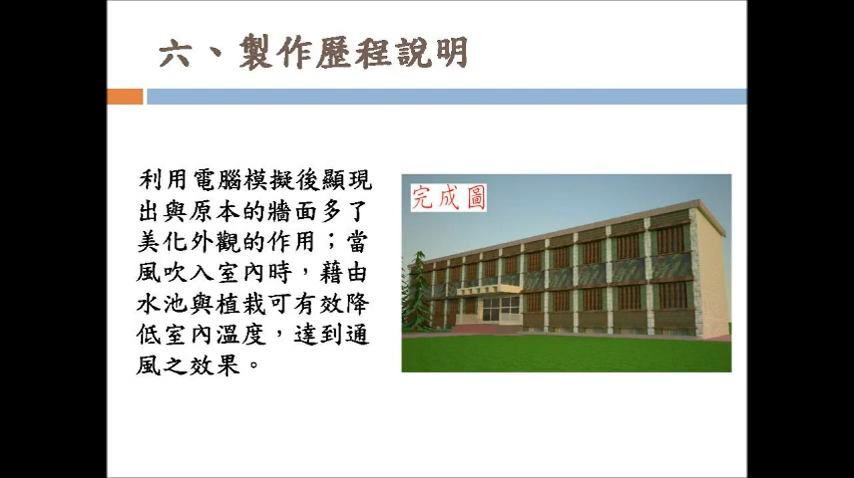 六、製作歷程說明
利用電腦模擬後顯現
出與原本的牆面多了
美化外觀的作用；當
風吹入室內時，藉由
水池與植栽可有效降
低室內溫度，達到通
風之效果。
完成圖